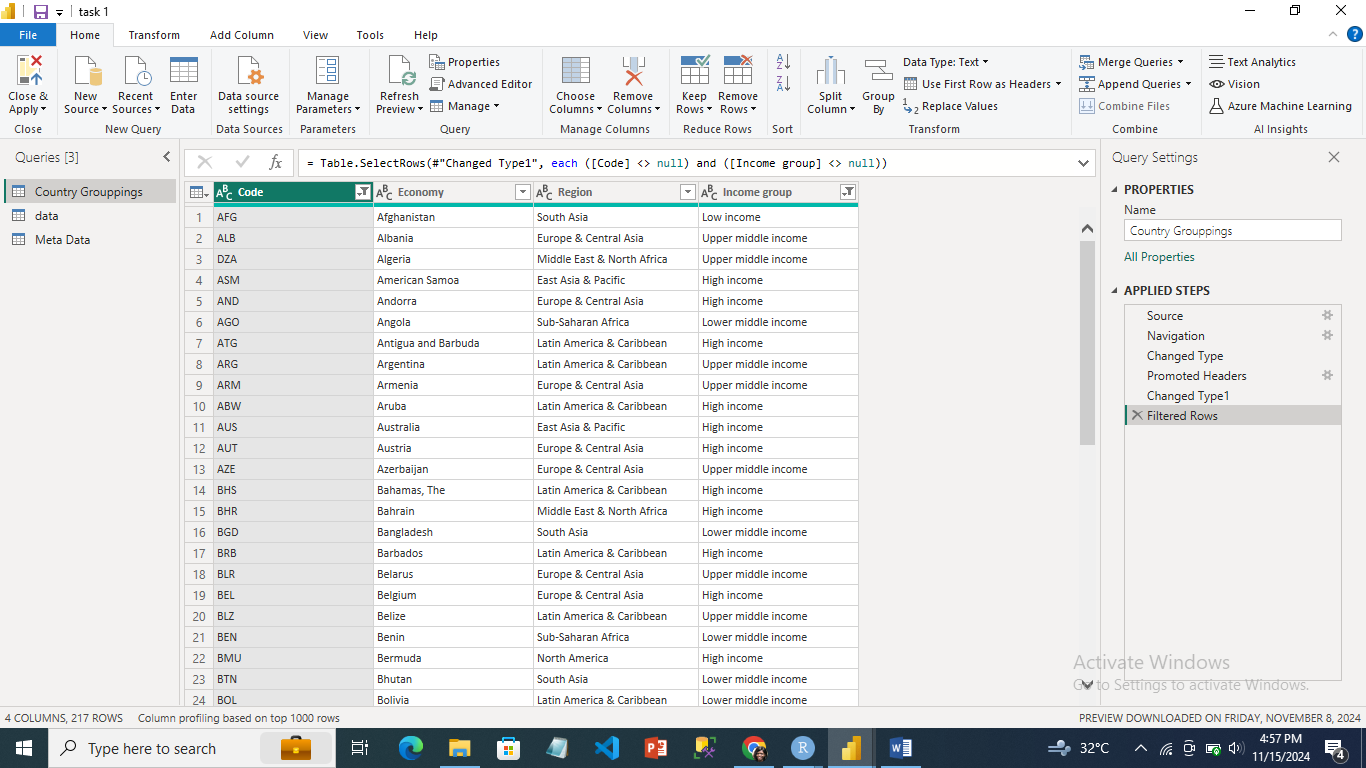 task 1
File Home Transform Add Column View Tools Help
Close & Apply
New Source
Recent Sources
Enter Data
Data source settings
Manage Parameters
Refresh Preview
Properties
Advanced Editor
Manage
Choose Columns
Remove Columns
Keep Rows
Remove Rows
Split Column
Group By
Data Type: Text
Use First Row as Headers
Replace Values
Merge Queries
Append Queries
Combine Files
Text Analytics
Vision
Azure Machine Learning
Close New Query Data Sources Parameters Query Manage Columns Reduce Rows Sort Transform Combine AI Insights
Queries [3]
Country Grouppings
data
Meta Data
fx = Table.SelectRows(#"Changed Type1", each ([Code] <> null) and ([Income group] <> null))
ABC Code ABC Economy ABC Region ABC Income group
1 AFG Afghanistan South Asia Low income
2 ALB Albania Europe & Central Asia Upper middle income
3 DZA Algeria Middle East & North Africa Upper middle income
4 ASM American Samoa East Asia & Pacific High income
5 AND Andorra Europe & Central Asia High income
6 AGO Angola Sub-Saharan Africa Lower middle income
7 ATG Antigua and Barbuda Latin America & Caribbean High income
8 ARG Argentina Latin America & Caribbean Upper middle income
9 ARM Armenia Europe & Central Asia Upper middle income
10 ABW Aruba Latin America & Caribbean High income
11 AUS Australia East Asia & Pacific High income
12 AUT Austria Europe & Central Asia High income
13 AZE Azerbaijan Europe & Central Asia Upper middle income
14 BHS Bahamas, The Latin America & Caribbean High income
15 BHR Bahrain Middle East & North Africa High income
16 BGD Bangladesh South Asia Lower middle income
17 BRB Barbados Latin America & Caribbean High income
18 BLR Belarus Europe & Central Asia Upper middle income
19 BEL Belgium Europe & Central Asia High income
20 BLZ Belize Latin America & Caribbean Upper middle income
21 BEN Benin Sub-Saharan Africa Lower middle income
22 BMU Bermuda North America High income
23 BTN Bhutan South Asia Lower middle income
24 BOL Bolivia Latin America & Caribbean Lower middle income
Query Settings
PROPERTIES
Name
Country Grouppings
All Properties
APPLIED STEPS
Source
Navigation
Changed Type
Promoted Headers
Changed Type1
Filtered Rows
Activate Windows
Go to Settings to activate Windows.
4 COLUMNS, 217 ROWS Column profiling based on top 1000 rows PREVIEW DOWNLOADED ON FRIDAY, NOVEMBER 8, 2024
Type here to search
32°C
4:57 PM
11/15/2024
4